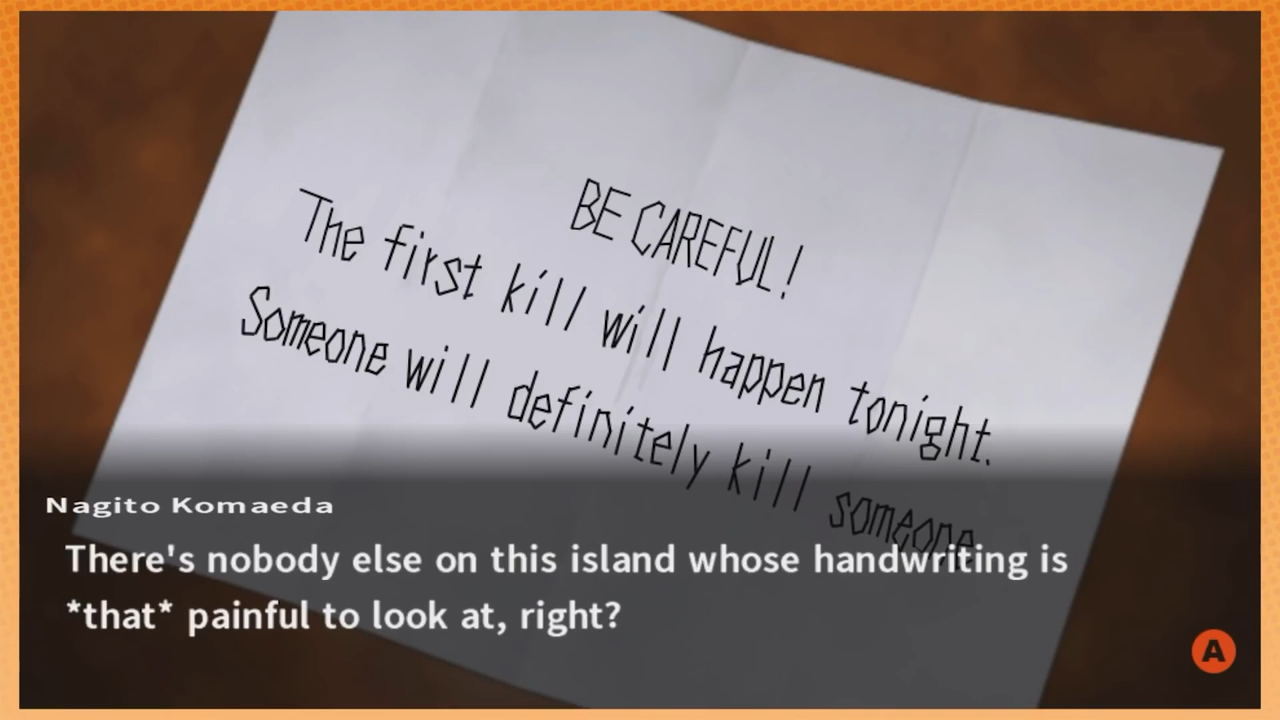 BE CAREFUL!
The first kill will happen tonight.
Someone will definitely kill someone
Nagito Komaeda
There's nobody else on this island whose handwriting is
*that* painful to look at, right?
A